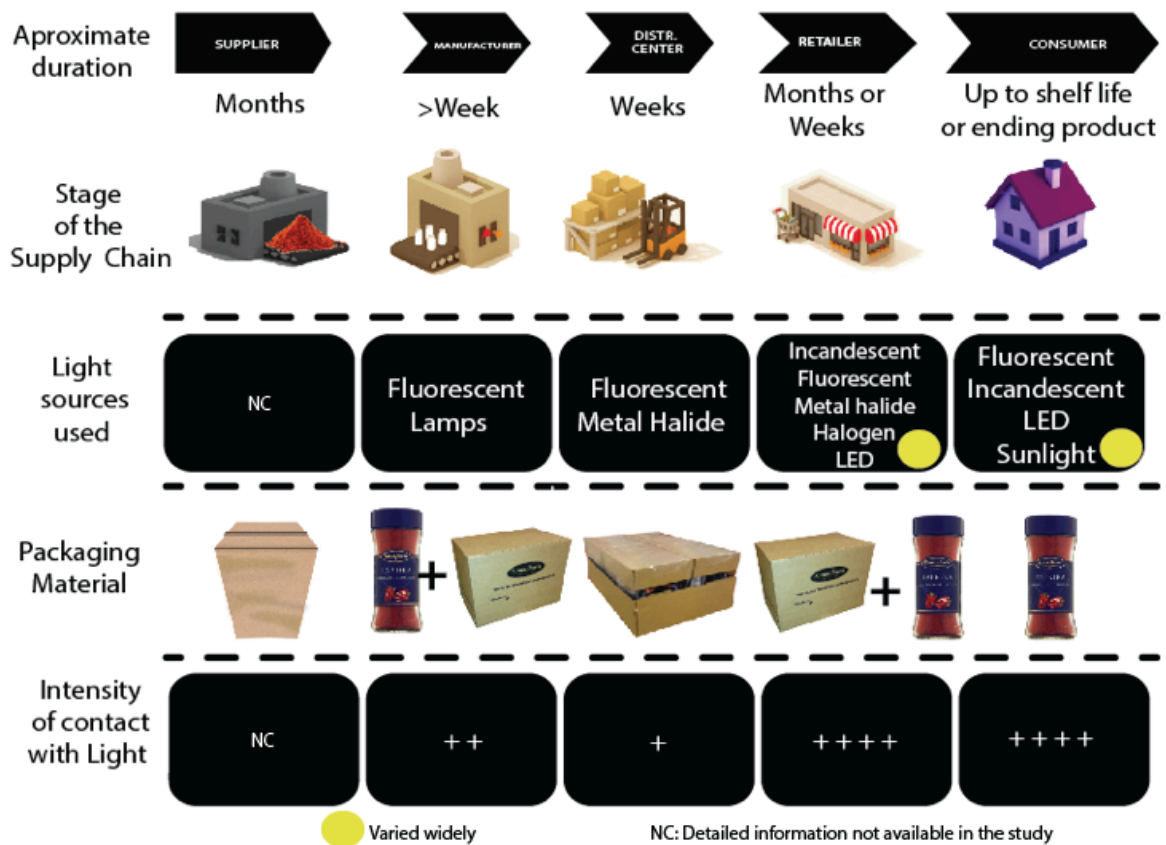 Aproximate
duration
SUPPLIER
MANUFACTURER
DISTR.
CENTER
RETAILER
CONSUMER
Months
>Week
Weeks
Months or
Weeks
Up to shelf life
or ending product
Stage
of the
Supply Chain
Light
sources
used
NC
Fluorescent
Lamps
Fluorescent
Metal Halide
Incandescent
Fluorescent
Metal halide
Halogen
LED
Fluorescent
Incandescent
LED
Sunlight
Packaging
Material
+
+
Intensity
of contact
with Light
NC
++
+
++++
++++
Varied widely
NC: Detailed information not available in the study